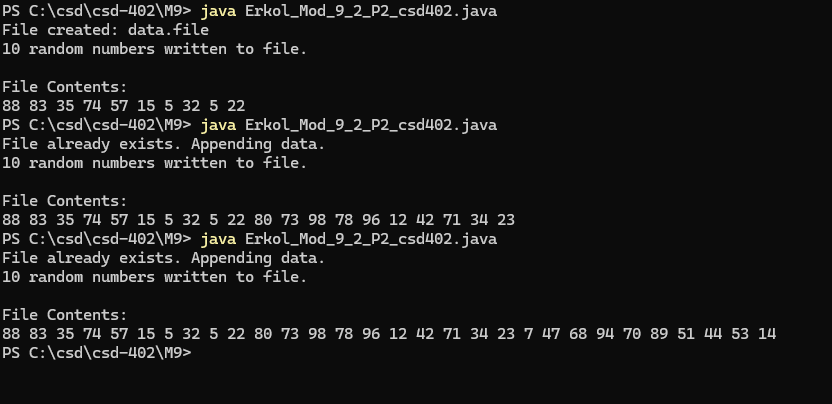 PS C:\csd\csd-402\M9> java Erkol_Mod_9_2_P2_csd402.java
File created: data.file
10 random numbers written to file.
File Contents:
88 83 35 74 57 15 5 32 5 22
PS C:\csd\csd-402\M9> java Erkol_Mod_9_2_P2_csd402.java
File already exists. Appending data.
10 random numbers written to file.
File Contents:
88 83 35 74 57 15 5 32 5 22 80 73 98 78 96 12 42 71 34 23
PS C:\csd\csd-402\M9> java Erkol_Mod_9_2_P2_csd402.java
File already exists. Appending data.
10 random numbers written to file.
File Contents:
88 83 35 74 57 15 5 32 5 22 80 73 98 78 96 12 42 71 34 23 7 47 68 94 70 89 51 44 53 14
PS C:\csd\csd-402\M9>